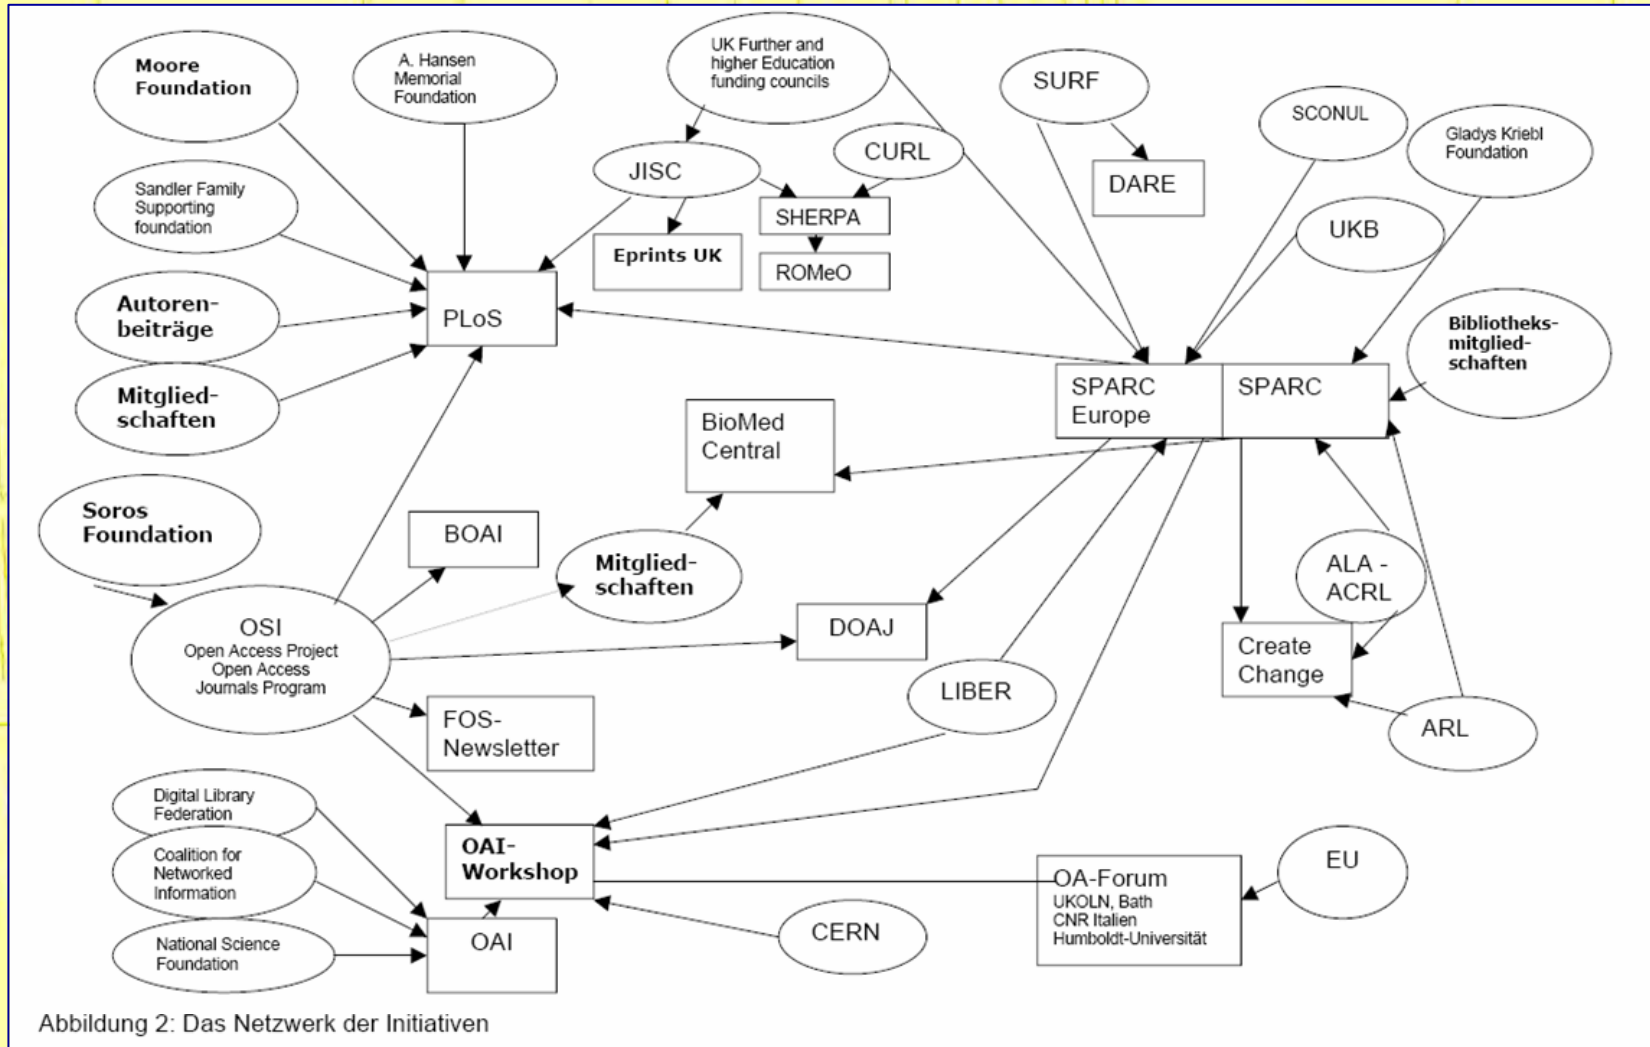 Moore
Foundation
A. Hansen
Memorial
Foundation
UK Further and
higher Education
funding councils
SURF
SCONUL
Gladys Kriebl
Foundation
JISC
CURL
DARE
Sandler Family
Supporting
foundation
SHERPA
UKB
Eprints UK
ROMeO
Autoren-
beiträge
PLoS
Bibliotheks-
mitglied-
schaften
Mitglied-
schaften
SPARC
Europe
SPARC
BioMed
Central
Soros
Foundation
BOAI
Mitglied-
schaften
ALA -
ACRL
OSI
Open Access Project
Open Access
Journals Program
DOAJ
Create
Change
LIBER
FOS-
Newsletter
ARL
Digital Library
Federation
Coalition for
Networked
Information
OAI-
Workshop
OA-Forum
UKOLN, Bath
CNR Italien
Humboldt-Universität
EU
National Science
Foundation
OAI
CERN
Abbildung 2: Das Netzwerk der Initiativen